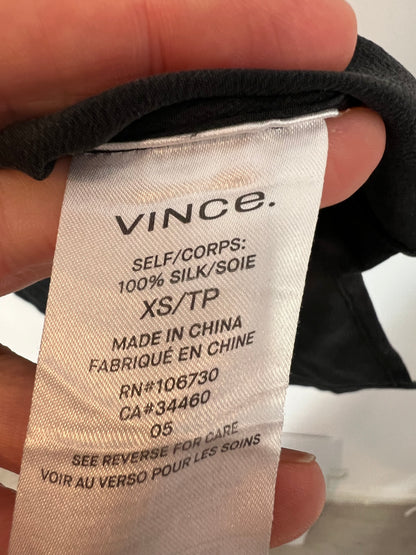 VINCE.
SELF/CORPS:
100% SILK/SOIE
XS/TP
MADE IN CHINA
FABRIQUÉ EN CHINE
RN#106730
CA#34460
05
SEE REVERSE FOR CARE
VOIR AU VERSO POUR LES SOINS